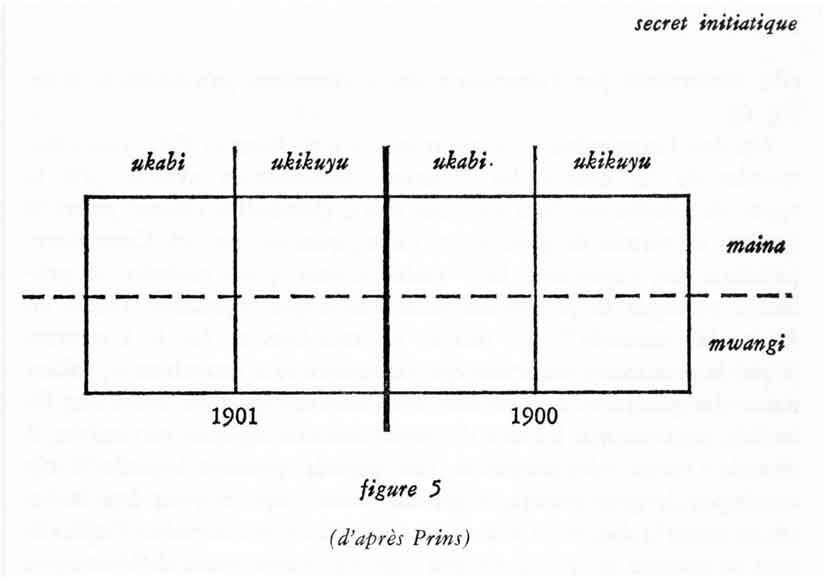 secret initiatique
ukabi ukikuyu ukabi. ukikuyu
maina
mwangi
1901 1900
figure 5
(d'après Prins)